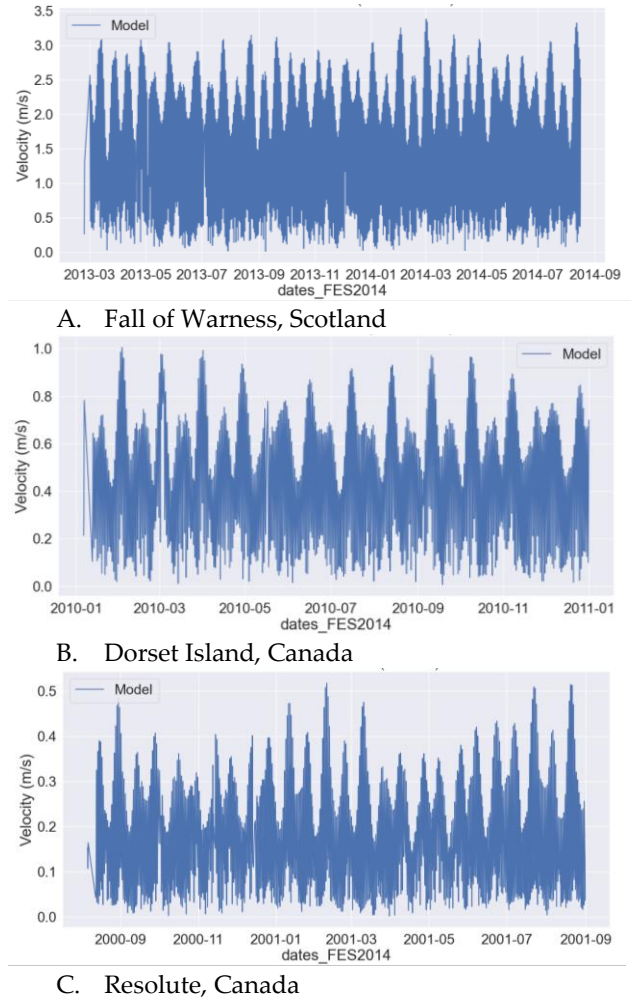 3.5
Model
3.0
2.5
2.0
1.5
1.0
0.5
0.0
Velocity (m/s)
2013-03 2013-05 2013-07 2013-09 2013-11 2014-01 2014-03 2014-05 2014-07 2014-09
dates_FES2014
A. Fall of Warness, Scotland
1.0
Model
0.8
0.6
0.4
0.2
0.0
Velocity (m/s)
2010-01 2010-03 2010-05 2010-07 2010-09 2010-11 2011-01
dates_FES2014
B. Dorset Island, Canada
0.5
Model
0.4
0.3
0.2
0.1
0.0
Velocity (m/s)
2000-09 2000-11 2001-01 2001-03 2001-05 2001-07 2001-09
dates_FES2014
C. Resolute, Canada